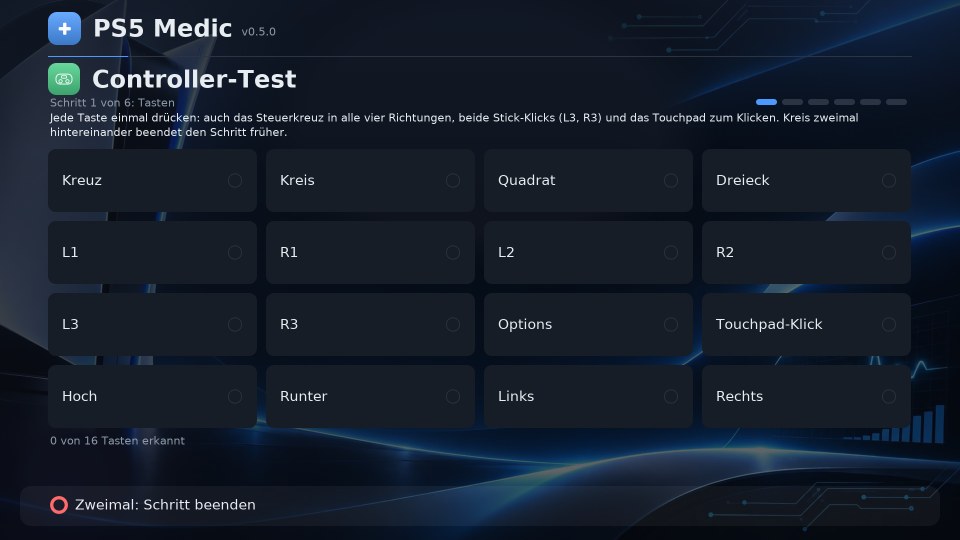 PS5 Medic v0.5.0
Controller-Test
Schritt 1 von 6: Tasten
Jede Taste einmal drücken: auch das Steuerkreuz in alle vier Richtungen, beide Stick-Klicks (L3, R3) und das Touchpad zum Klicken. Kreis zweimal
hintereinander beendet den Schritt früher.
Kreuz Kreis Quadrat Dreieck
L1 R1 L2 R2
L3 R3 Options Touchpad-Klick
Hoch Runter Links Rechts
0 von 16 Tasten erkannt
Zweimal: Schritt beenden